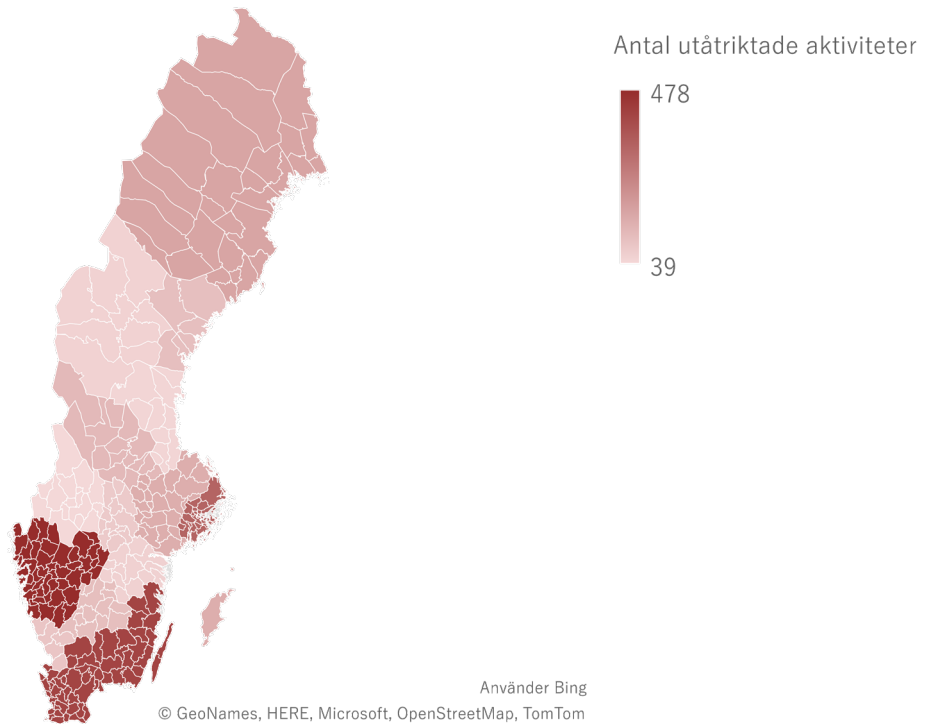 Antal utåtriktade aktiviteter
478
39
Använder Bing
© GeoNames, HERE, Microsoft, OpenStreetMap, TomTom